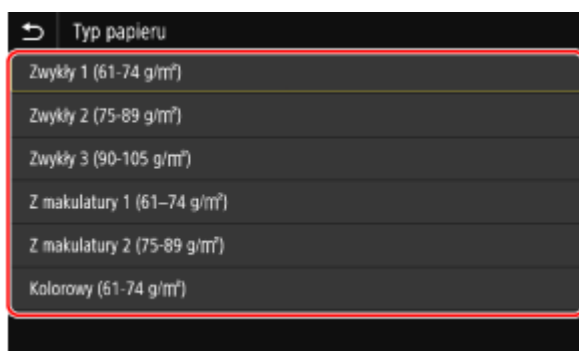 Typ papieru
Zwykły 1 (61-74 g/m²)
Zwykły 2 (75-89 g/m²)
Zwykły 3 (90-105 g/m²)
Z makulatury 1 (61–74 g/m²)
Z makulatury 2 (75-89 g/m²)
Kolorowy (61-74 g/m²)